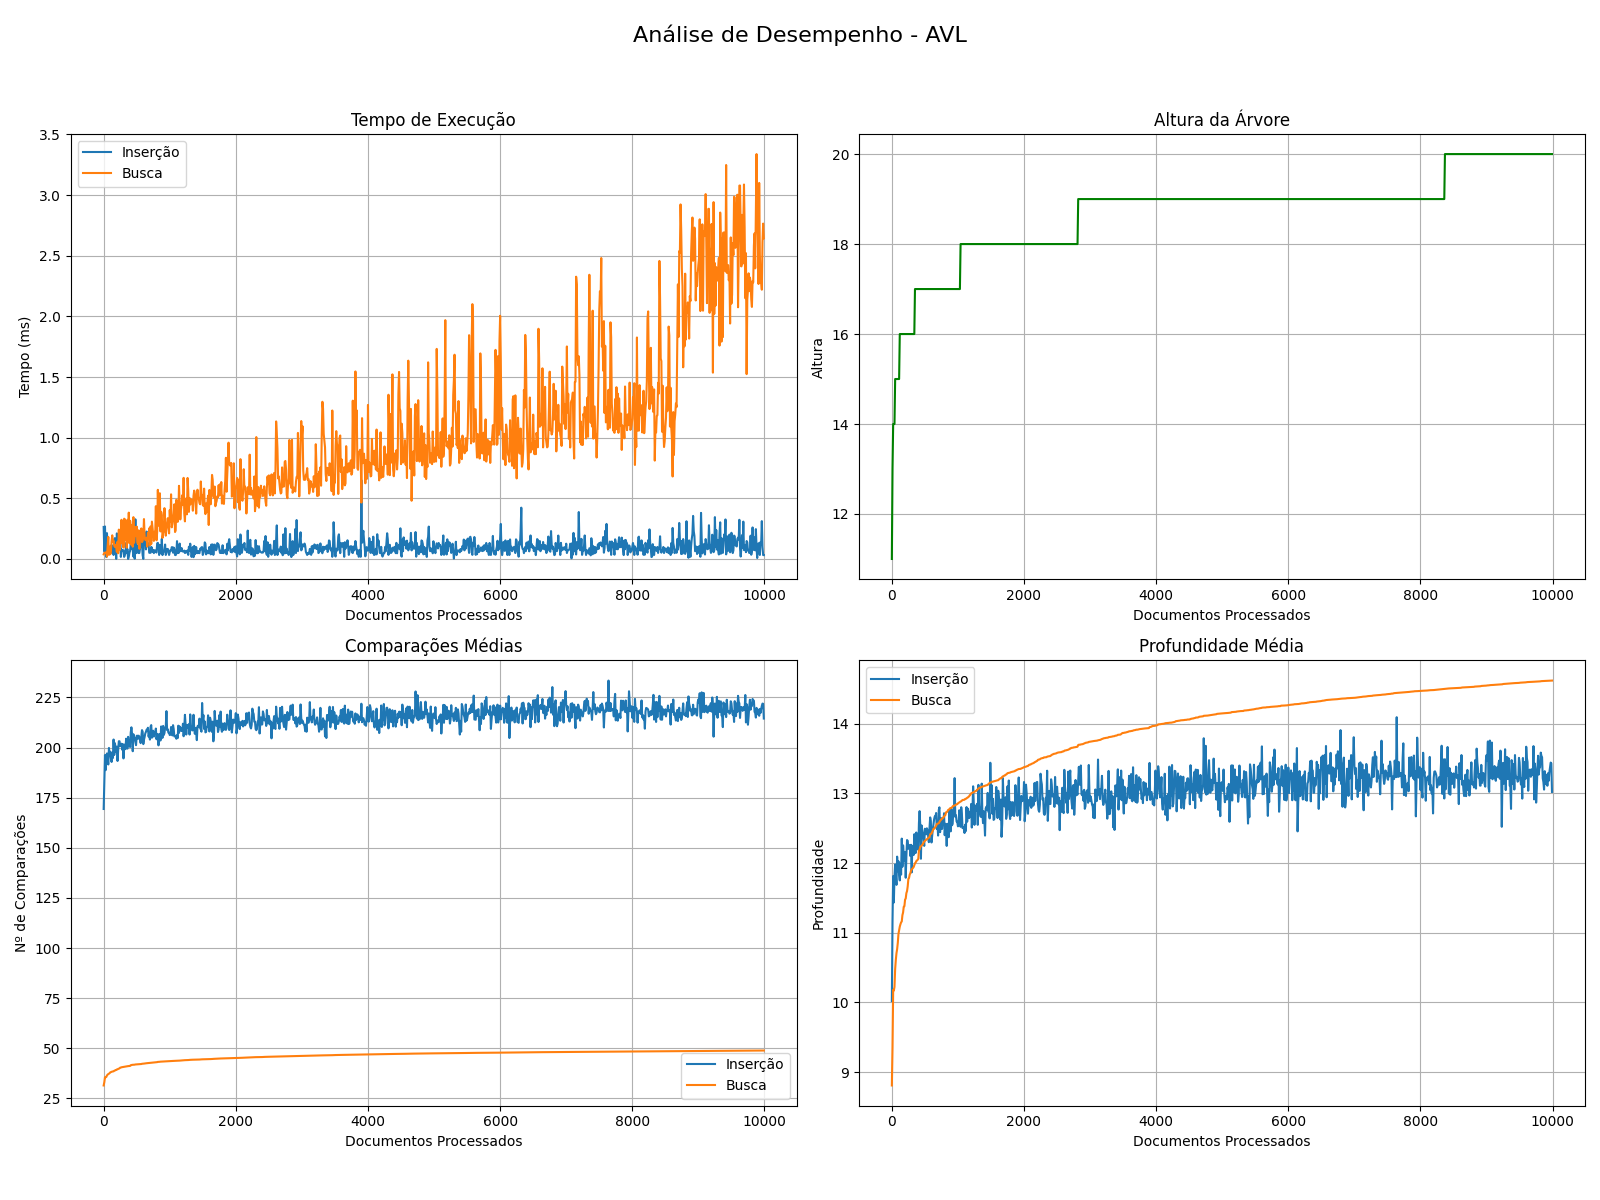 Análise de Desempenho - AVL
Tempo de Execução
3.5
3.0
2.5
2.0
1.5
1.0
0.5
0.0
Tempo (ms)
Inserção
Busca
0 2000 4000 6000 8000 10000
Documentos Processados
Altura da Árvore
20
18
16
14
12
Altura
0 2000 4000 6000 8000 10000
Documentos Processados
Comparações Médias
225
200
175
150
125
100
75
50
25
Nº de Comparações
Inserção
Busca
0 2000 4000 6000 8000 10000
Documentos Processados
Profundidade Média
Inserção
Busca
14
13
12
11
10
9
Profundidade
0 2000 4000 6000 8000 10000
Documentos Processados